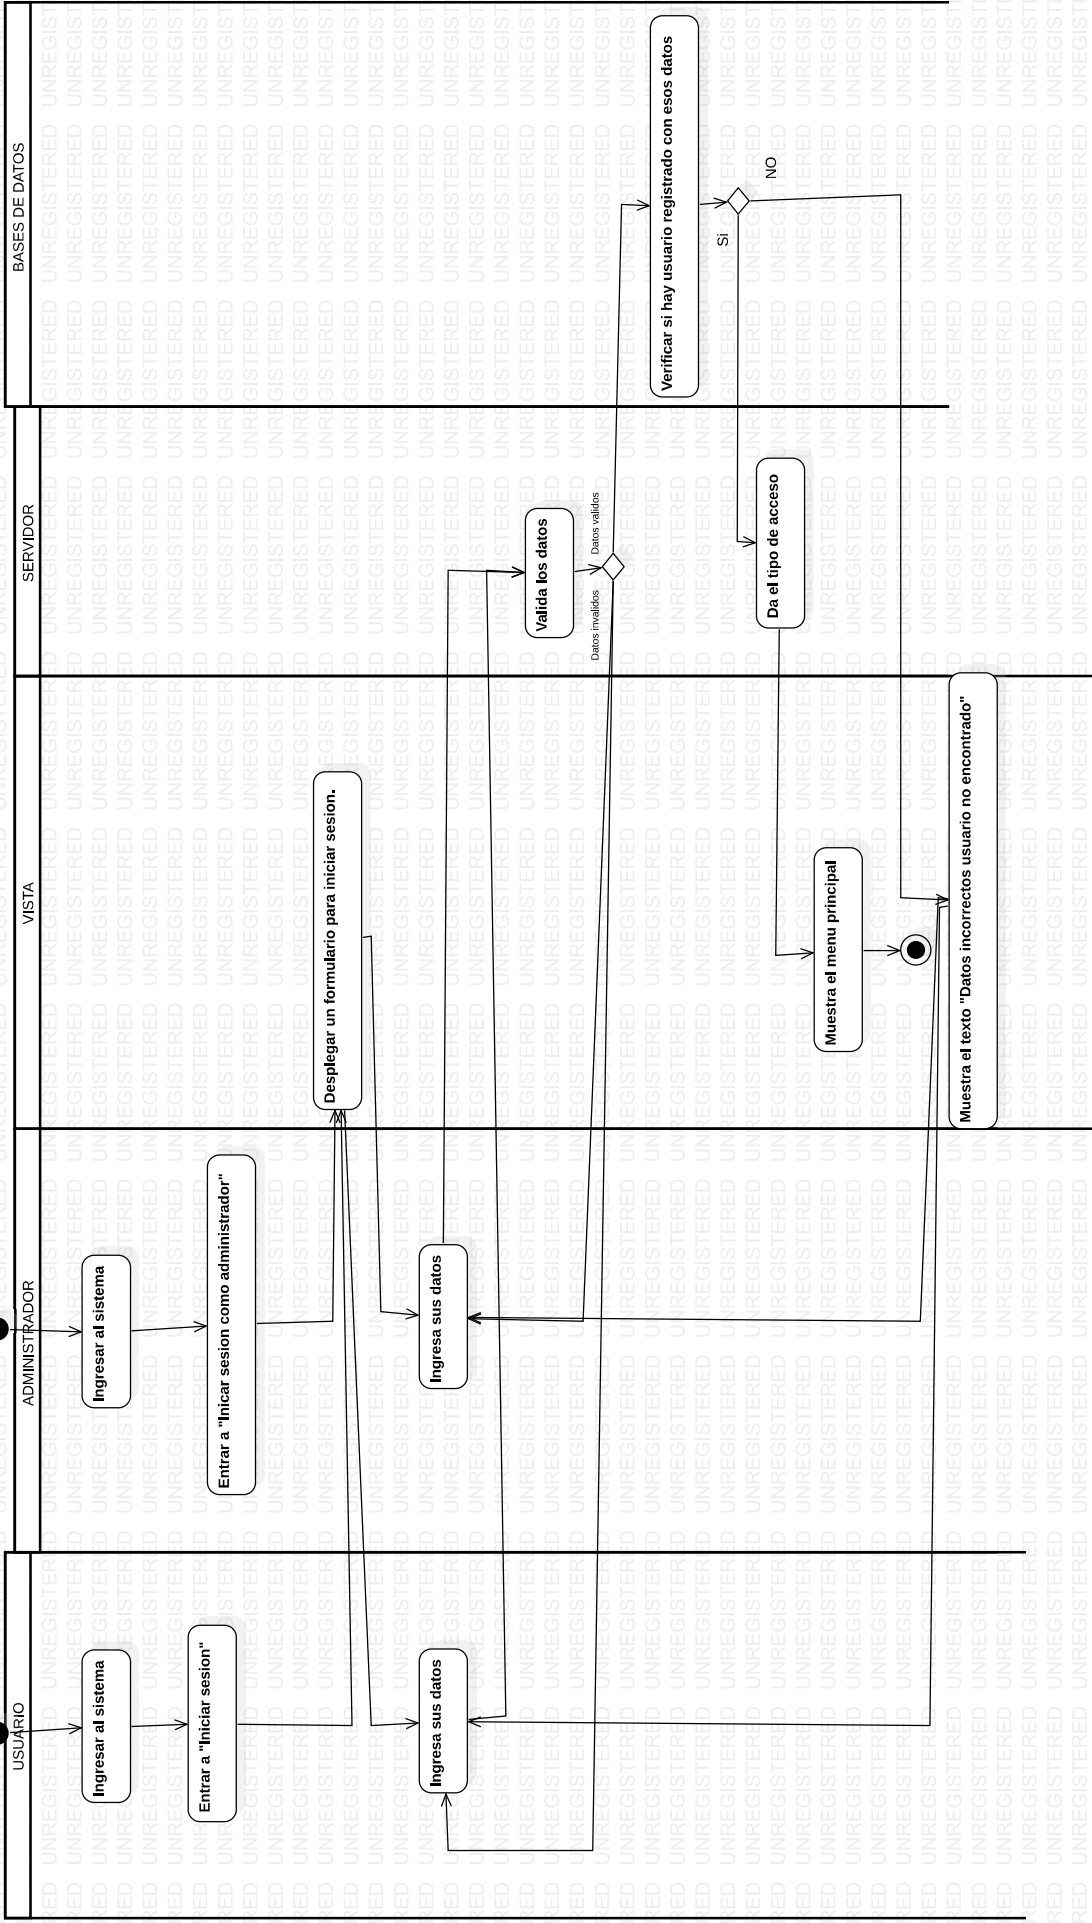 USUARIO
ADMINISTRADOR
VISTA
SERVIDOR
BASES DE DATOS
Ingresar al sistema
Ingresar al sistema
Entrar a "Iniciar sesion"
Entrar a "Inicar sesion como administrador"
Desplegar un formulario para iniciar sesion.
Ingresa sus datos
Ingresa sus datos
Valida los datos
Datos invalidos
Datos validos
Verificar si hay usuario registrado con esos datos
Si
NO
Da el tipo de acceso
Muestra el menu principal
Muestra el texto "Datos incorrectos usuario no encontrado"
UNREGISTERED